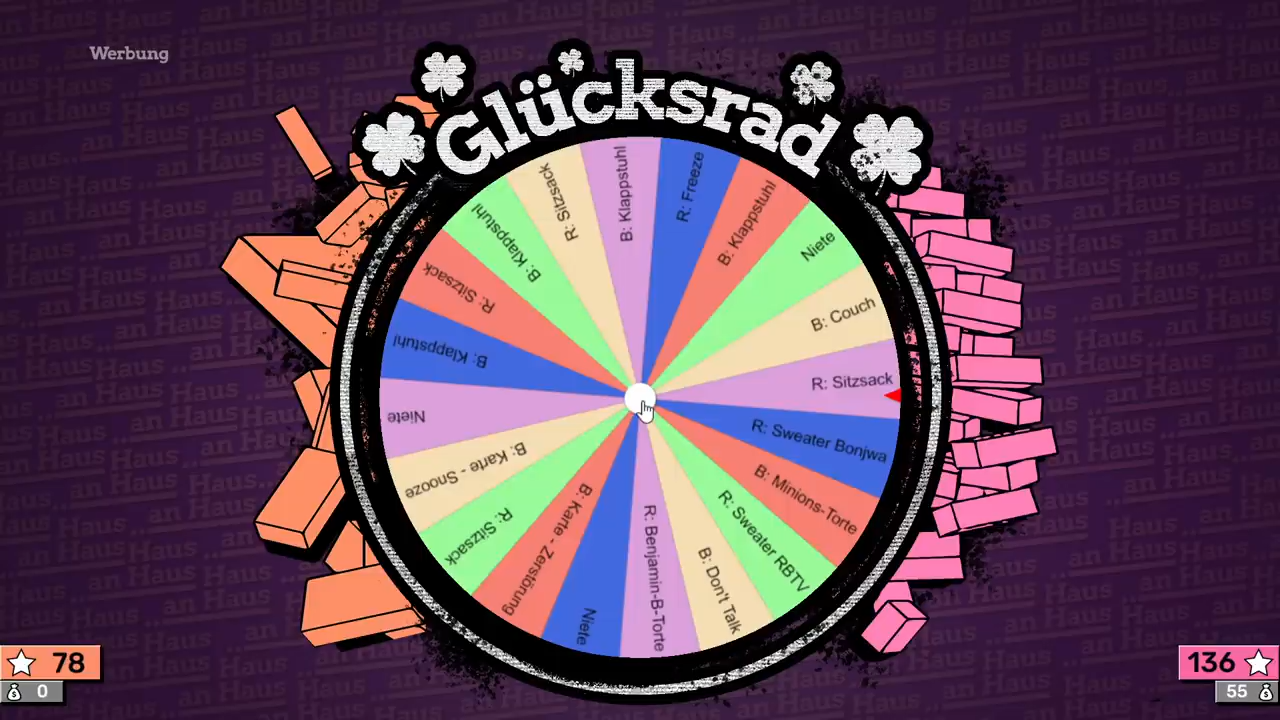 Werbung
Glücksrad
B: Klappstuhl
R: Freeze
B: Klappstuhl
Niete
B: Couch
R: Sitzsack
R: Sweater Bonjwa
B: Minions-Torte
R: Sweater RBTV
B: Don't Talk
R: Benjamin-B-Torte
Niete
B: Karte - Zerstörung
R: Sitzsack
B: Karte - Snooze
Niete
B: Klappstuhl
R: Sitzsack
B: Klappstuhl
R: Sitzsack
78
0
136
55